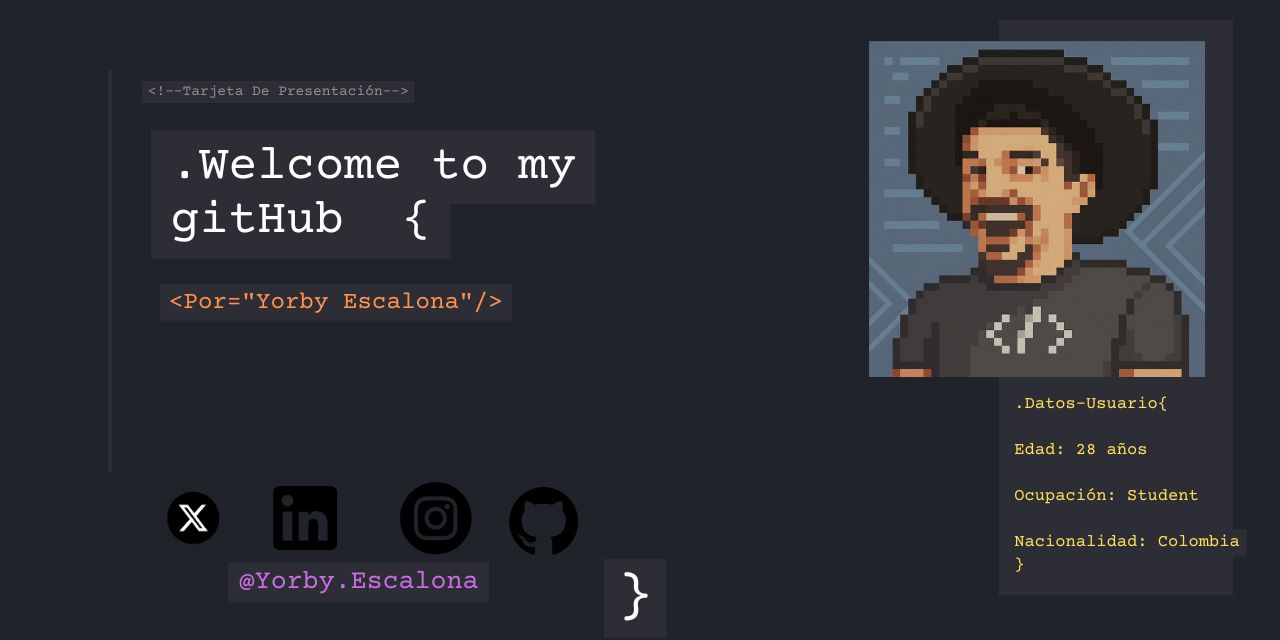 <!--Tarjeta De Presentación-->
.Welcome to my
gitHub {
<Por="Yorby Escalona"/>
</>
.Datos-Usuario{
Edad: 28 años
Ocupación: Student
Nacionalidad: Colombia
}
X
in
@Yorby.Escalona
}